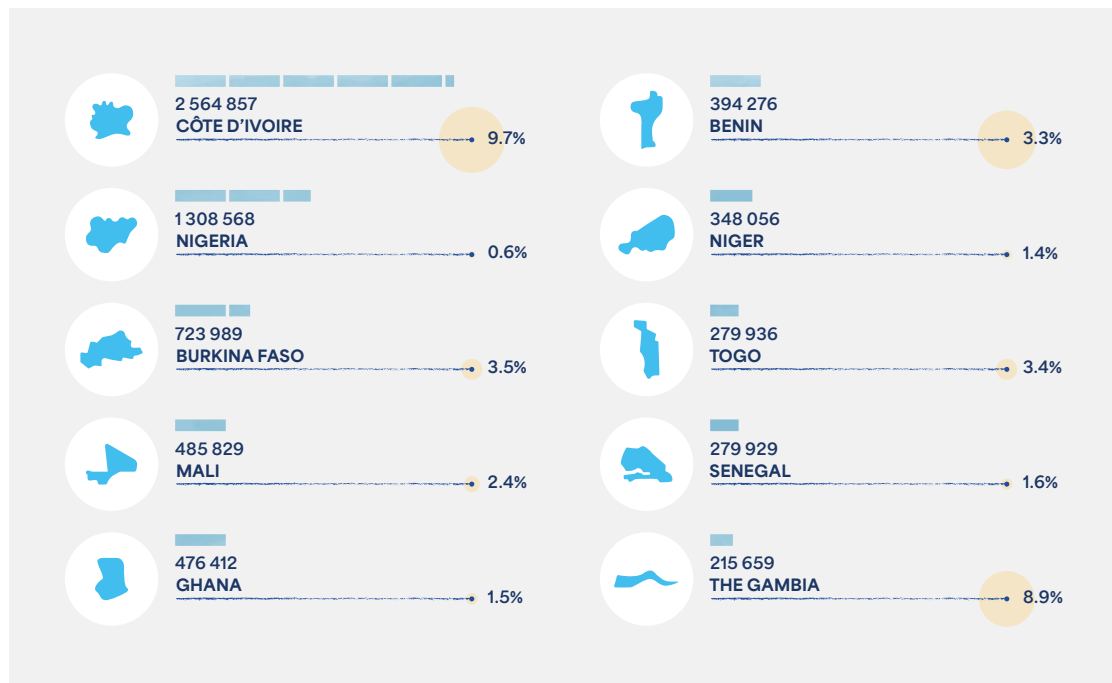 2 564 857
CÔTE D’IVOIRE
9.7%
1 308 568
NIGERIA
0.6%
723 989
BURKINA FASO
3.5%
485 829
MALI
2.4%
476 412
GHANA
1.5%
394 276
BENIN
3.3%
348 056
NIGER
1.4%
279 936
TOGO
3.4%
279 929
SENEGAL
1.6%
215 659
THE GAMBIA
8.9%